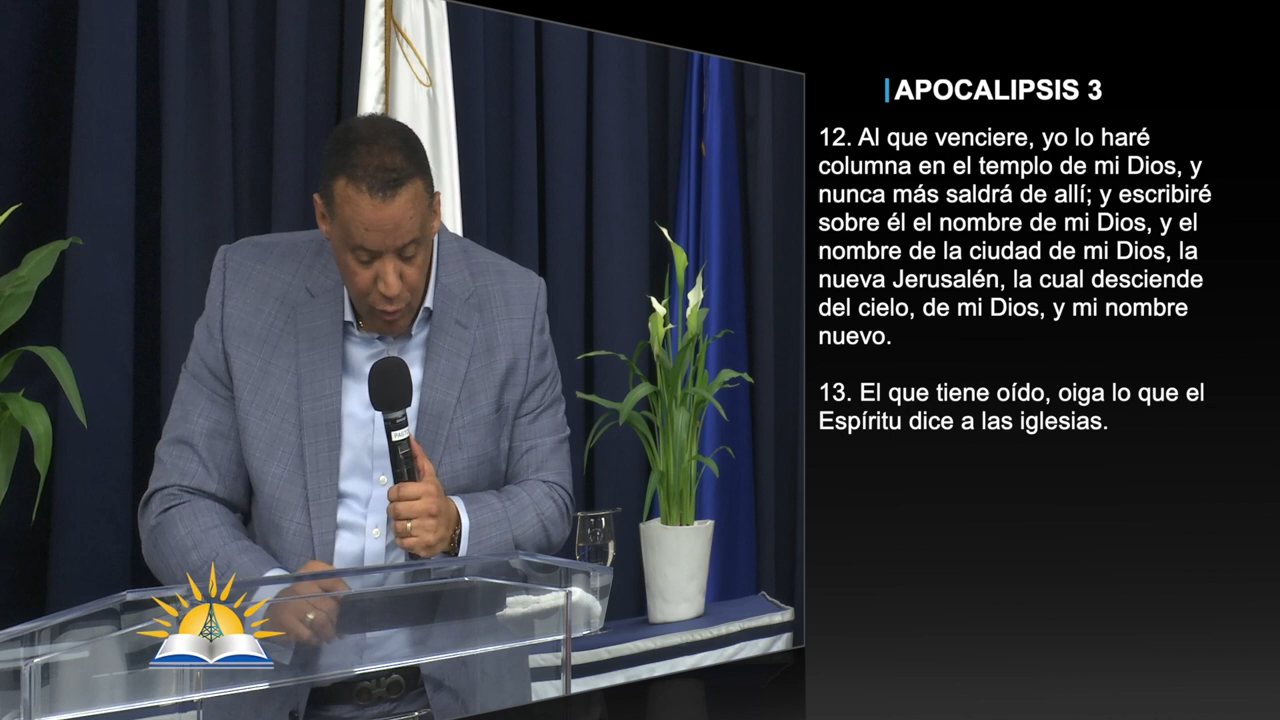 APOCALIPSIS 3
12. Al que venciere, yo lo haré
columna en el templo de mi Dios, y
nunca más saldrá de allí; y escribiré
sobre él el nombre de mi Dios, y el
nombre de la ciudad de mi Dios, la
nueva Jerusalén, la cual desciende
del cielo, de mi Dios, y mi nombre
nuevo.
13. El que tiene oído, oiga lo que el
Espíritu dice a las iglesias.